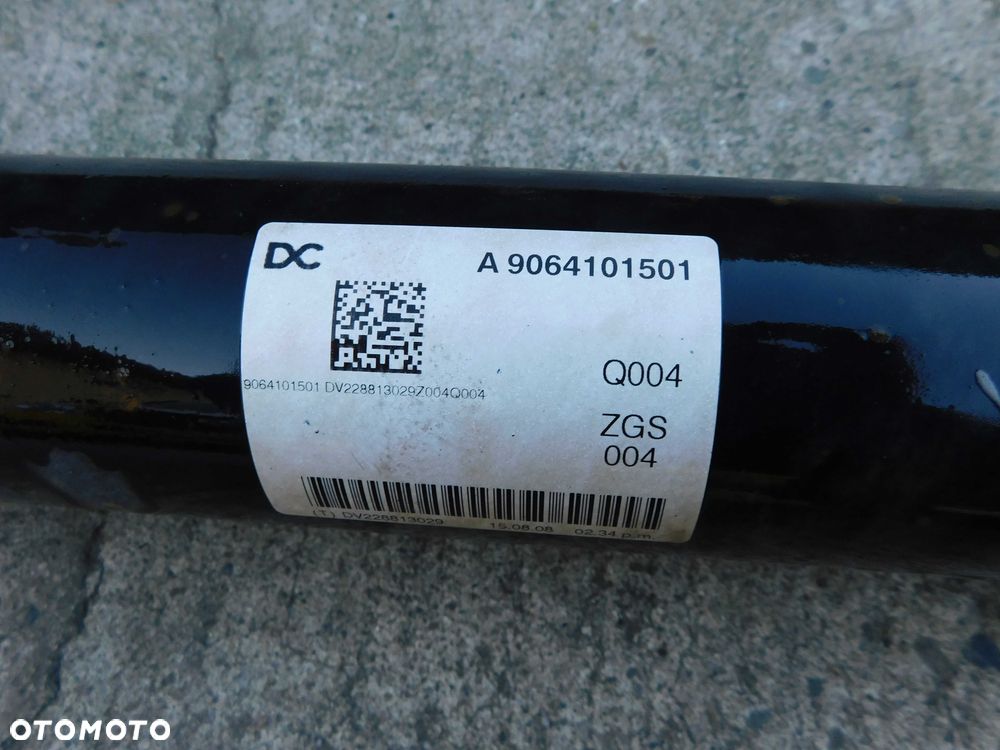 DC
A 9064101501
9064101501 DV228813029Z004Q004
Q004
ZGS
004
(T) DV228813029 15.08.08 02.34 p.m.
OTOMOTO